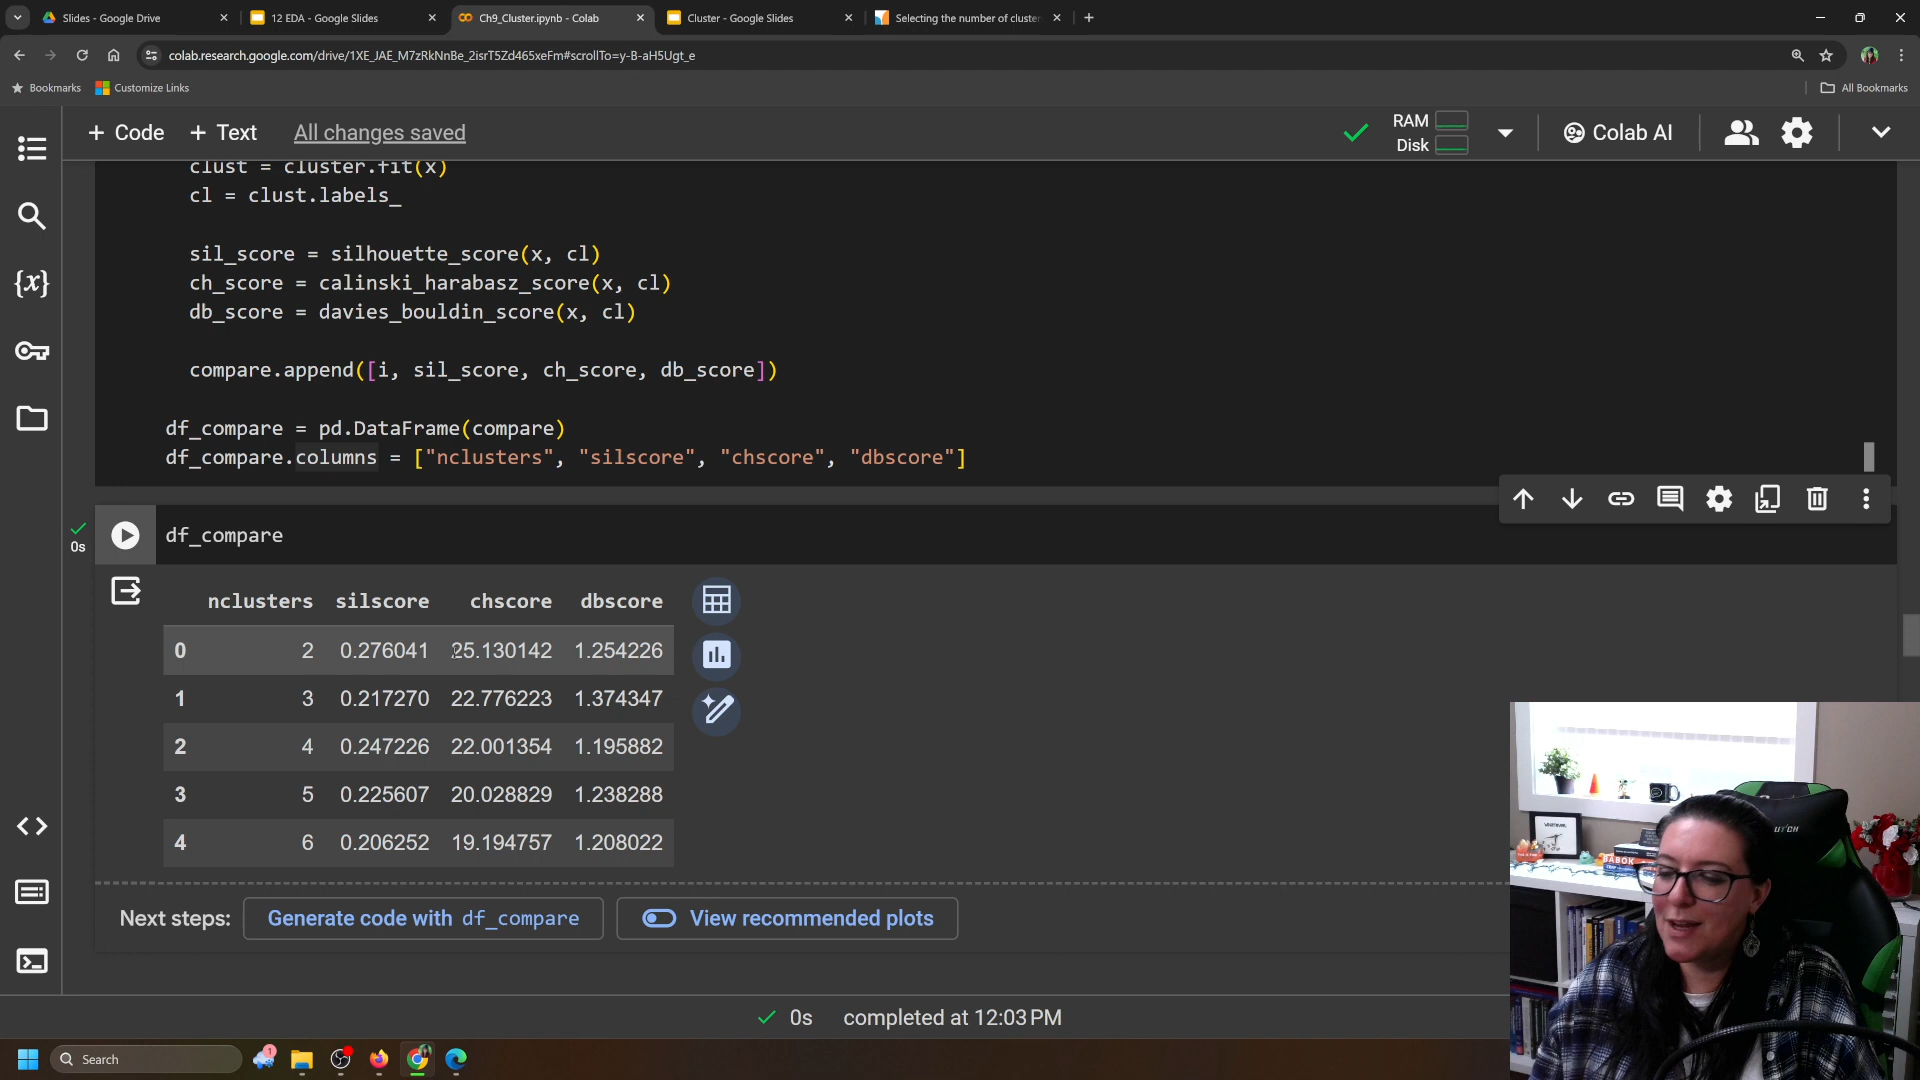 Slides - Google Drive
12 EDA - Google Slides
Ch9_Cluster.ipynb - Colab
Cluster - Google Slides
Selecting the number of cluster
colab.research.google.com/drive/1XE_JAE_M7zRkNnBe_2isrT5Zd465xeFm#scrollTo=y-B-aH5Ugt_e
Bookmarks
Customize Links
All Bookmarks
+ Code
+ Text
All changes saved
RAM
Disk
Colab AI
clust = cluster.fit(x)
cl = clust.labels_
sil_score = silhouette_score(x, cl)
ch_score = calinski_harabasz_score(x, cl)
db_score = davies_bouldin_score(x, cl)
compare.append([i, sil_score, ch_score, db_score])
df_compare = pd.DataFrame(compare)
df_compare.columns = ["nclusters", "silscore", "chscore", "dbscore"]
0s
df_compare
nclusters silscore chscore dbscore
0 2 0.276041 25.130142 1.254226
1 3 0.217270 22.776223 1.374347
2 4 0.247226 22.001354 1.195882
3 5 0.225607 20.028829 1.238288
4 6 0.206252 19.194757 1.208022
Next steps:
Generate code with df_compare
View recommended plots
0s completed at 12:03 PM
Search
1
BABOK